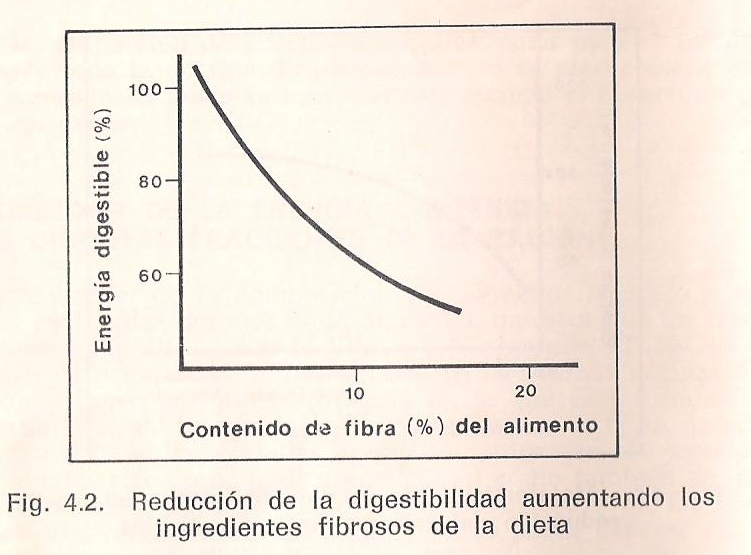 100
80
60
Energía digestible (%)
10
20
Contenido de fibra (%) del alimento
Fig. 4.2. Reducción de la digestibilidad aumentando los
ingredientes fibrosos de la dieta